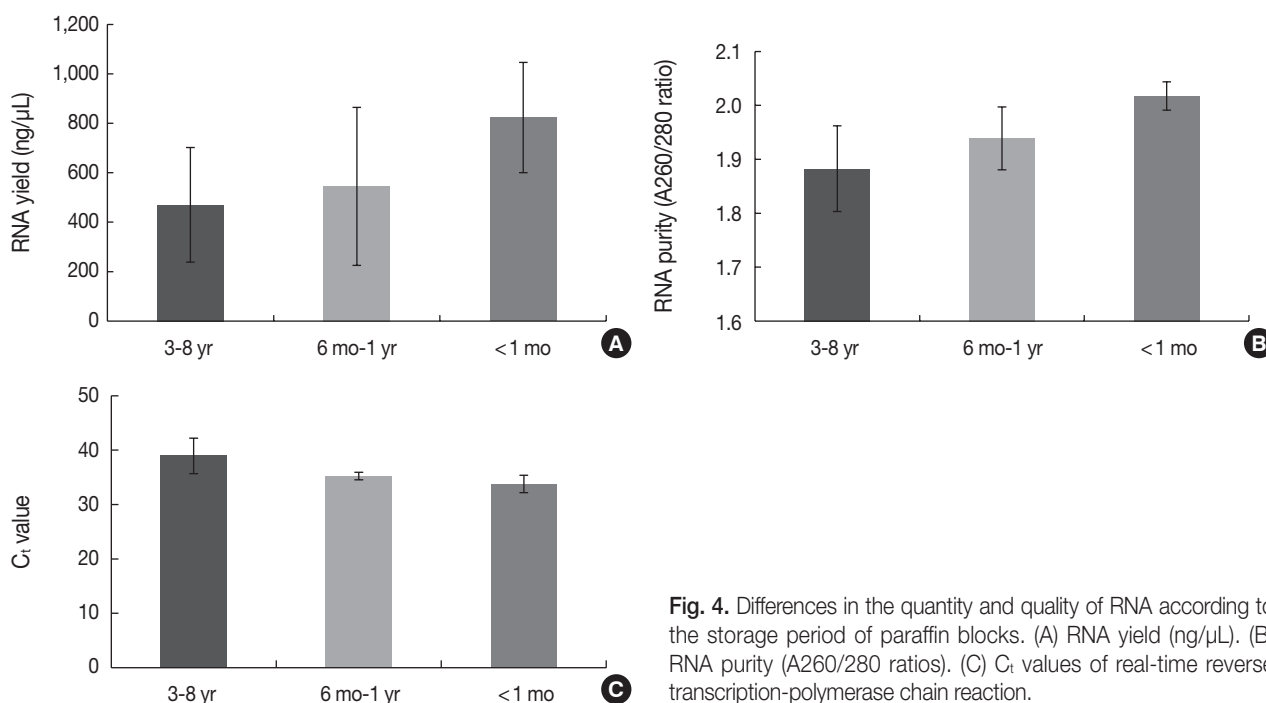 1,200
1,000
800
600
400
200
0
RNA yield (ng/µL)
3-8 yr
6 mo-1 yr
<1 mo
A
2.1
2.0
1.9
1.8
1.7
1.6
RNA purity (A260/280 ratio)
3-8 yr
6 mo-1 yr
<1 mo
B
50
40
30
20
10
0
Ct value
3-8 yr
6 mo-1 yr
<1 mo
C
Fig. 4. Differences in the quantity and quality of RNA according to
the storage period of paraffin blocks. (A) RNA yield (ng/µL). (B)
RNA purity (A260/280 ratios). (C) Ct values of real-time reverse
transcription-polymerase chain reaction.